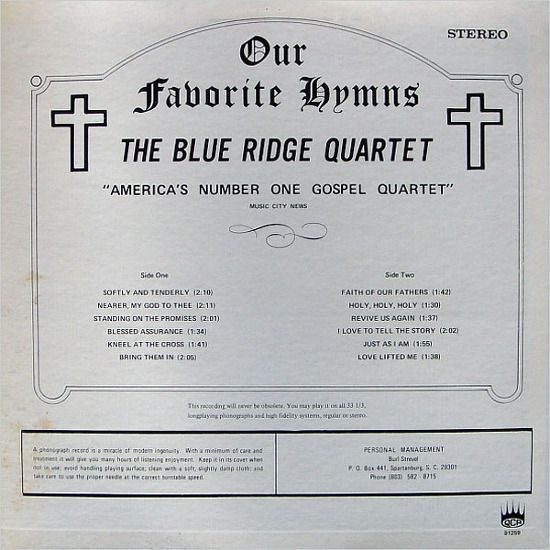 STEREO
Our
Favorite Hymns
THE BLUE RIDGE QUARTET
"AMERICA'S NUMBER ONE GOSPEL QUARTET"
MUSIC CITY NEWS
Side One
SOFTLY AND TENDERLY (2:10)
NEARER, MY GOD TO THEE (2:11)
STANDING ON THE PROMISES (2:01)
BLESSED ASSURANCE (1:34)
KNEEL AT THE CROSS (1:41)
BRING THEM IN (2:05)
Side Two
FAITH OF OUR FATHERS (1:42)
HOLY, HOLY, HOLY (1:30)
REVIVE US AGAIN (1:37)
I LOVE TO TELL THE STORY (2:02)
JUST AS I AM (1:55)
LOVE LIFTED ME (1:38)
This recording will never be obsolete. You may play it on all 33 1/3,
longplaying phonographs and high fidelity systems, regular or stereo.
A phonograph record is a miracle of modern ingenuity. With a minimum of care and
treatment it will give you many hours of listening enjoyment. Keep it in its cover when
not in use; avoid handling playing surface; clean with a soft, slightly damp cloth; and
take care to use the proper needle at the correct turntable speed.
PERSONAL MANAGEMENT
Burl Strevel
P. O. Box 441, Spartanburg, S. C. 29301
Phone (803) 582 - 8715
QCA
91259